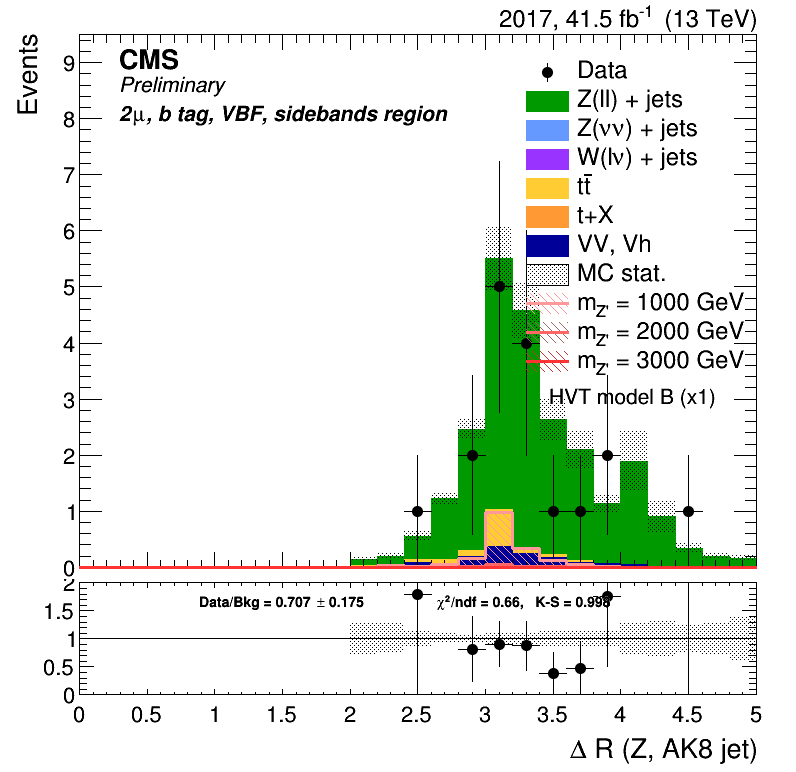 2017, 41.5 fb⁻¹ (13 TeV)
Events
CMS
Preliminary
2μ, b tag, VBF, sidebands region
Data
Z(ll) + jets
Z(νν) + jets
W(lν) + jets
tt̄
t+X
VV, Vh
MC stat.
m_Z' = 1000 GeV
m_Z' = 2000 GeV
m_Z' = 3000 GeV
HVT model B (x1)
9
8
7
6
5
4
3
2
1
0
Data/Bkg = 0.707 ± 0.175
χ²/ndf = 0.66, K-S = 0.998
2
1.5
1
0.5
0
0 0.5 1 1.5 2 2.5 3 3.5 4 4.5 5
Δ R (Z, AK8 jet)